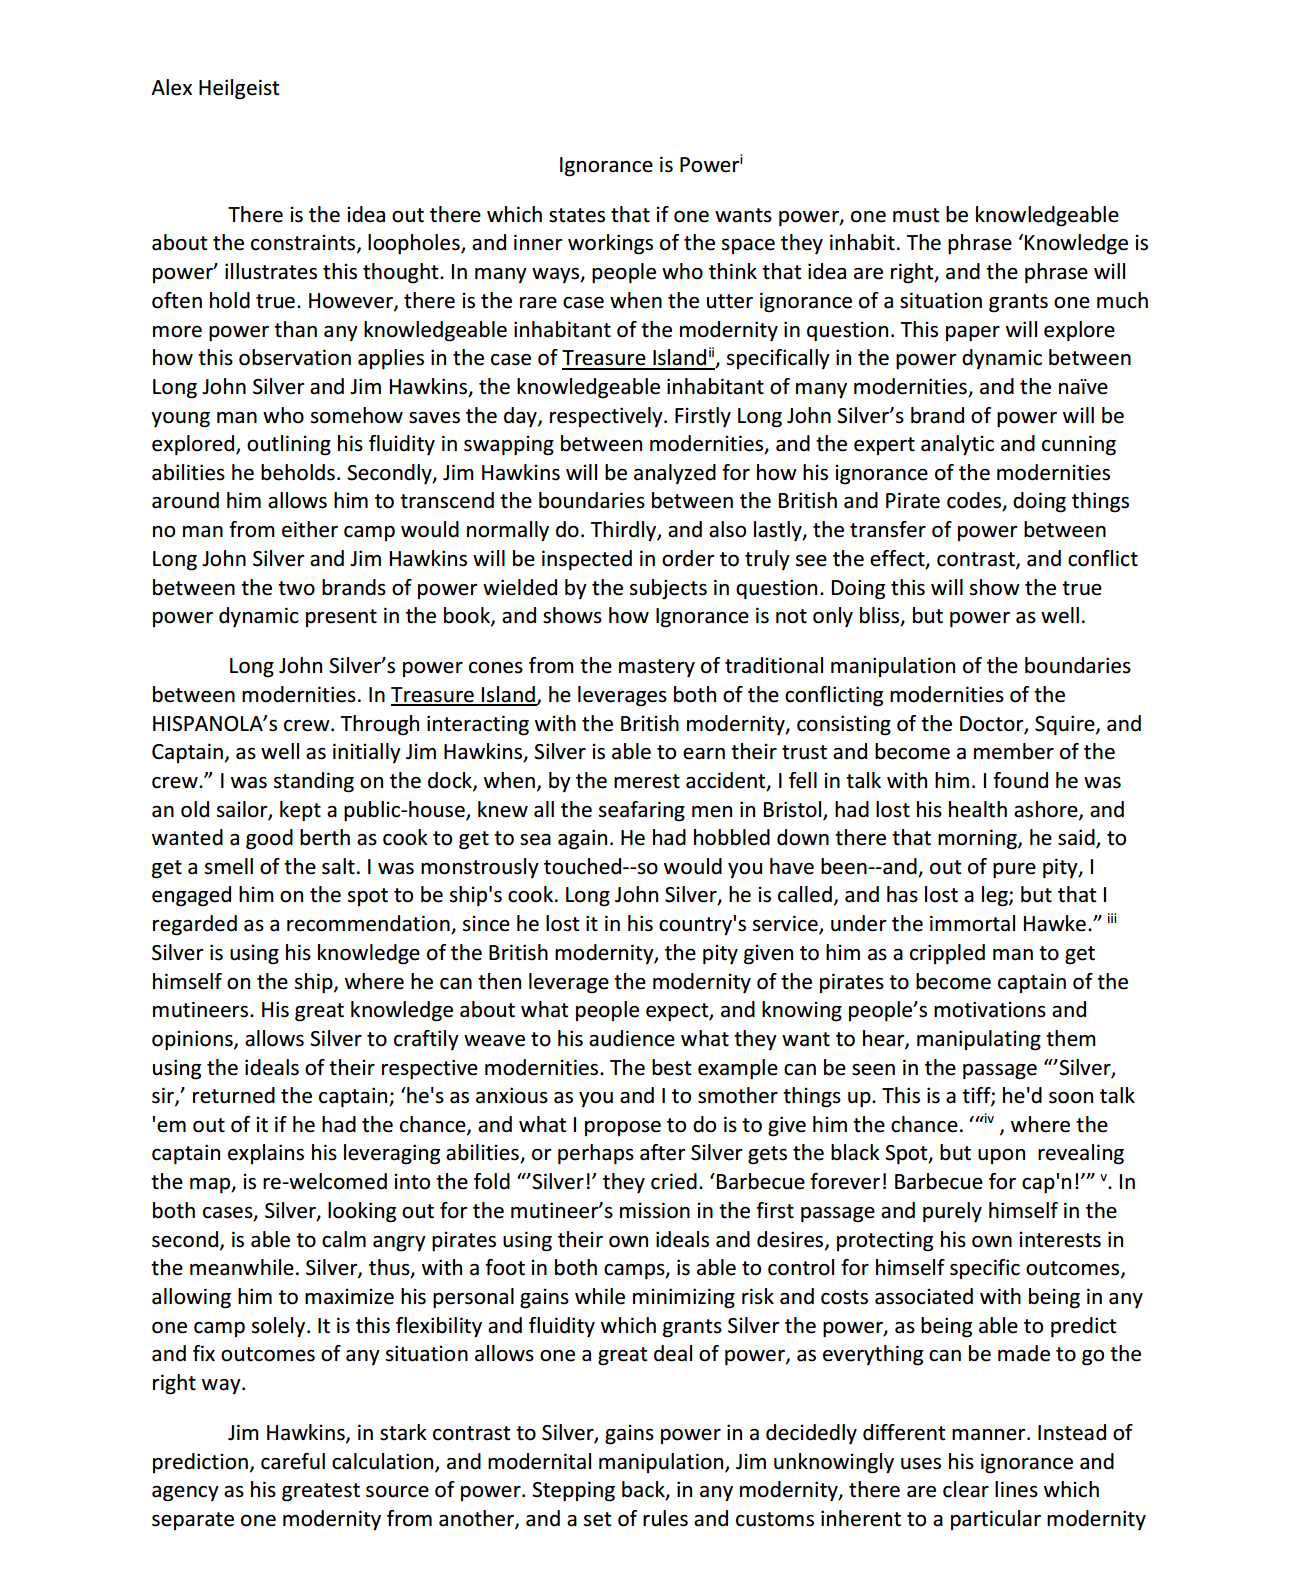 Alex Heilgeist
Ignorance is Powerⁱ
There is the idea out there which states that if one wants power, one must be knowledgeable
about the constraints, loopholes, and inner workings of the space they inhabit. The phrase ‘Knowledge is
power’ illustrates this thought. In many ways, people who think that idea are right, and the phrase will
often hold true. However, there is the rare case when the utter ignorance of a situation grants one much
more power than any knowledgeable inhabitant of the modernity in question. This paper will explore
how this observation applies in the case of Treasure Islandⁱⁱ, specifically in the power dynamic between
Long John Silver and Jim Hawkins, the knowledgeable inhabitant of many modernities, and the naïve
young man who somehow saves the day, respectively. Firstly Long John Silver’s brand of power will be
explored, outlining his fluidity in swapping between modernities, and the expert analytic and cunning
abilities he beholds. Secondly, Jim Hawkins will be analyzed for how his ignorance of the modernities
around him allows him to transcend the boundaries between the British and Pirate codes, doing things
no man from either camp would normally do. Thirdly, and also lastly, the transfer of power between
Long John Silver and Jim Hawkins will be inspected in order to truly see the effect, contrast, and conflict
between the two brands of power wielded by the subjects in question. Doing this will show the true
power dynamic present in the book, and shows how Ignorance is not only bliss, but power as well.
Long John Silver’s power cones from the mastery of traditional manipulation of the boundaries
between modernities. In Treasure Island, he leverages both of the conflicting modernities of the
HISPANOLA’s crew. Through interacting with the British modernity, consisting of the Doctor, Squire, and
Captain, as well as initially Jim Hawkins, Silver is able to earn their trust and become a member of the
crew.” I was standing on the dock, when, by the merest accident, I fell in talk with him. I found he was
an old sailor, kept a public-house, knew all the seafaring men in Bristol, had lost his health ashore, and
wanted a good berth as cook to get to sea again. He had hobbled down there that morning, he said, to
get a smell of the salt. I was monstrously touched--so would you have been--and, out of pure pity, I
engaged him on the spot to be ship's cook. Long John Silver, he is called, and has lost a leg; but that I
regarded as a recommendation, since he lost it in his country's service, under the immortal Hawke.” ⁱⁱⁱ
Silver is using his knowledge of the British modernity, the pity given to him as a crippled man to get
himself on the ship, where he can then leverage the modernity of the pirates to become captain of the
mutineers. His great knowledge about what people expect, and knowing people’s motivations and
opinions, allows Silver to craftily weave to his audience what they want to hear, manipulating them
using the ideals of their respective modernities. The best example can be seen in the passage “’Silver,
sir,’ returned the captain; ‘he's as anxious as you and I to smother things up. This is a tiff; he'd soon talk
'em out of it if he had the chance, and what I propose to do is to give him the chance. ‘“ⁱᵛ , where the
captain explains his leveraging abilities, or perhaps after Silver gets the black Spot, but upon  revealing
the map, is re-welcomed into the fold “’Silver!’ they cried. ‘Barbecue forever! Barbecue for cap'n!’” ᵛ. In
both cases, Silver, looking out for the mutineer’s mission in the first passage and purely himself in the
second, is able to calm angry pirates using their own ideals and desires, protecting his own interests in
the meanwhile. Silver, thus, with a foot in both camps, is able to control for himself specific outcomes,
allowing him to maximize his personal gains while minimizing risk and costs associated with being in any
one camp solely. It is this flexibility and fluidity which grants Silver the power, as being able to predict
and fix outcomes of any situation allows one a great deal of power, as everything can be made to go the
right way.
Jim Hawkins, in stark contrast to Silver, gains power in a decidedly different manner. Instead of
prediction, careful calculation, and modernital manipulation, Jim unknowingly uses his ignorance and
agency as his greatest source of power. Stepping back, in any modernity, there are clear lines which
separate one modernity from another, and a set of rules and customs inherent to a particular modernity